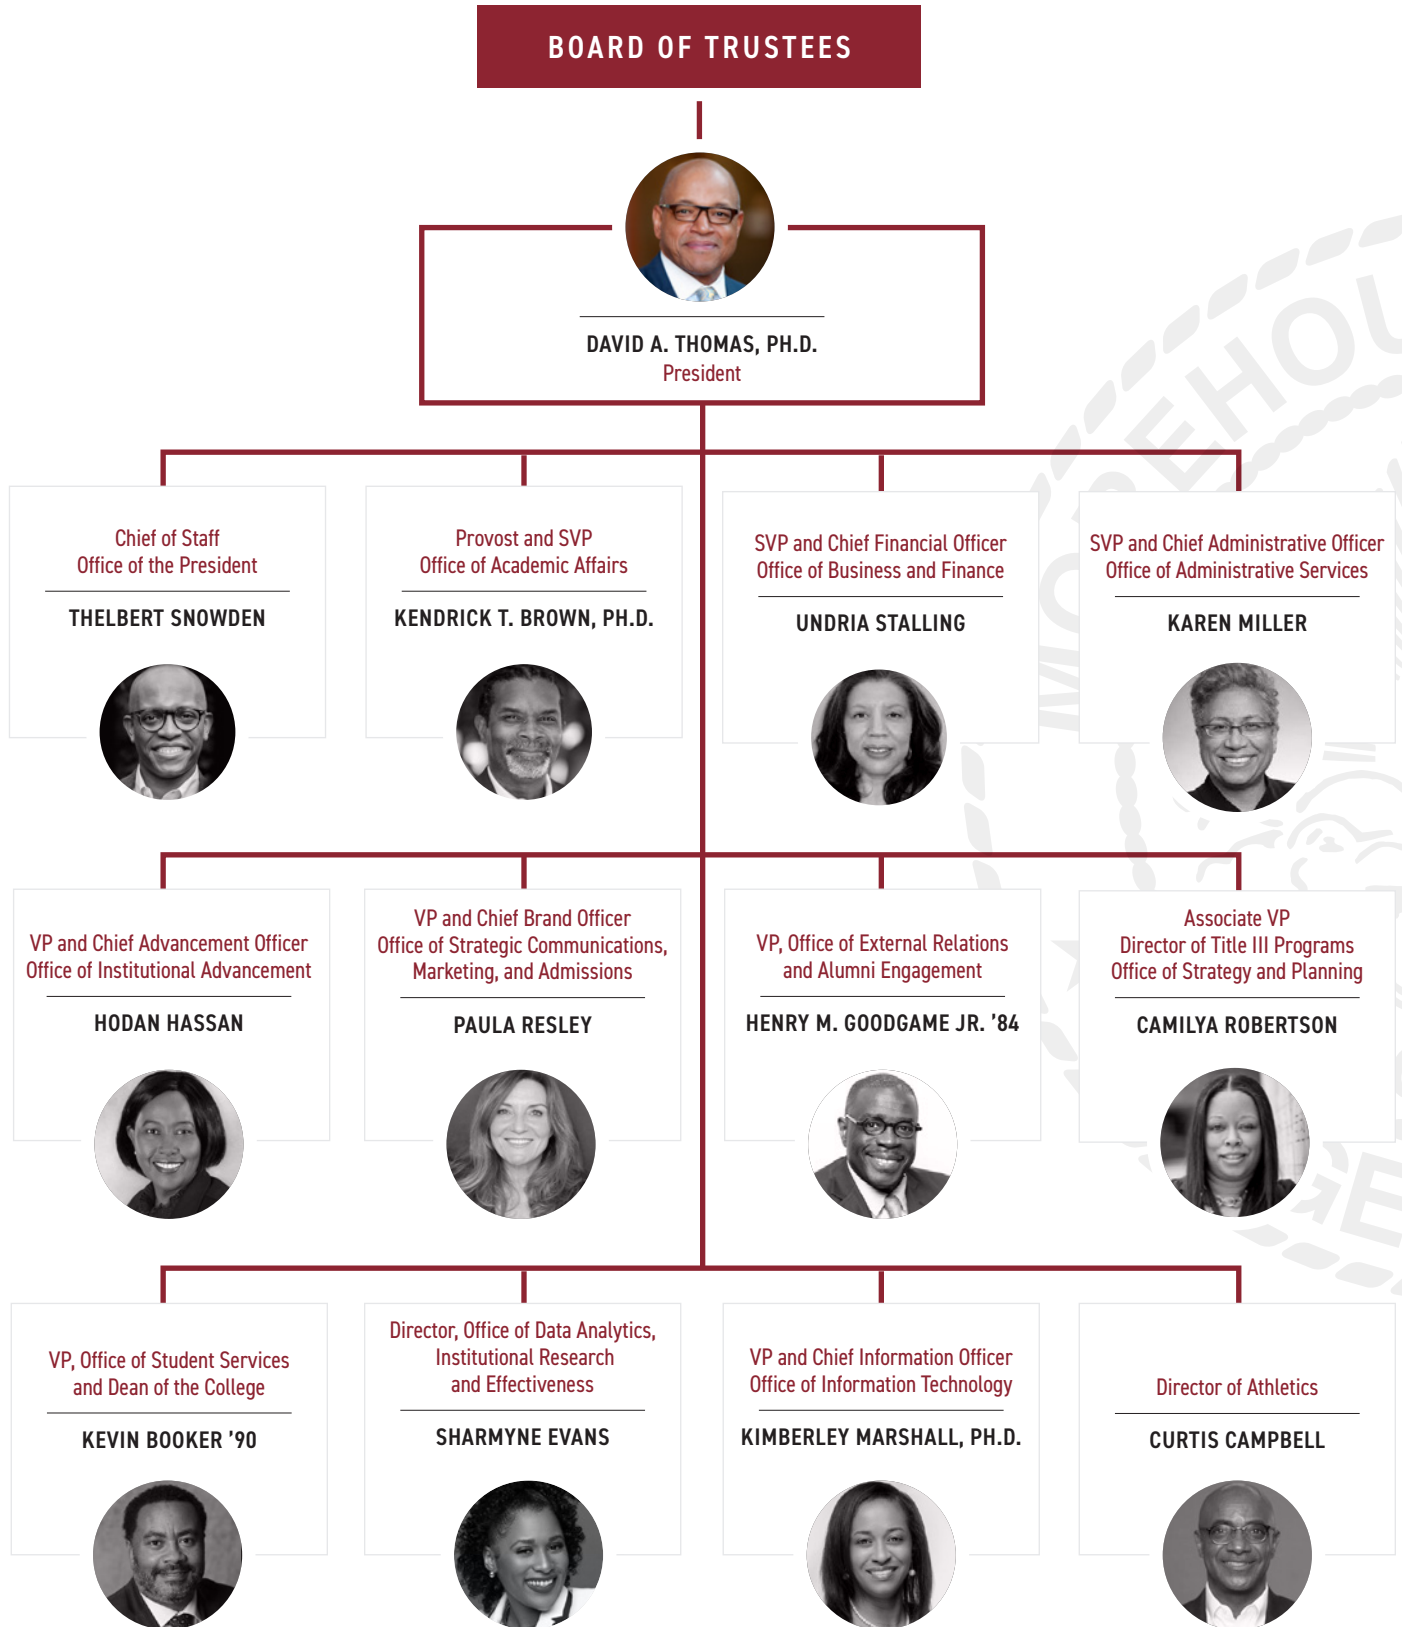 BOARD OF TRUSTEES
DAVID A. THOMAS, PH.D.
President
Chief of Staff
Office of the President
THELBERT SNOWDEN
Provost and SVP
Office of Academic Affairs
KENDRICK T. BROWN, PH.D.
SVP and Chief Financial Officer
Office of Business and Finance
UNDRIA STALLING
SVP and Chief Administrative Officer
Office of Administrative Services
KAREN MILLER
VP and Chief Advancement Officer
Office of Institutional Advancement
HODAN HASSAN
VP and Chief Brand Officer
Office of Strategic Communications,
Marketing, and Admissions
PAULA RESLEY
VP, Office of External Relations
and Alumni Engagement
HENRY M. GOODGAME JR. ’84
Associate VP
Director of Title III Programs
Office of Strategy and Planning
CAMILYA ROBERTSON
VP, Office of Student Services
and Dean of the College
KEVIN BOOKER ’90
Director, Office of Data Analytics,
Institutional Research
and Effectiveness
SHARMYNE EVANS
VP and Chief Information Officer
Office of Information Technology
KIMBERLEY MARSHALL, PH.D.
Director of Athletics
CURTIS CAMPBELL